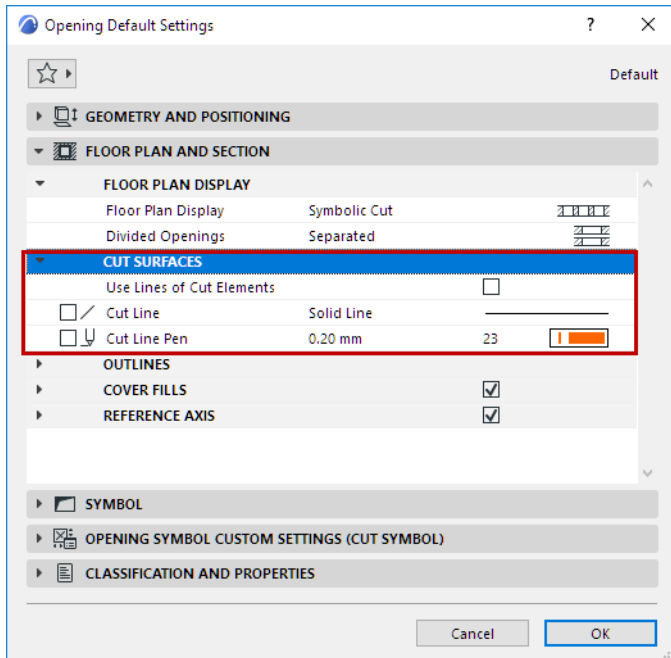 Opening Default Settings ?
Default
GEOMETRY AND POSITIONING
FLOOR PLAN AND SECTION
FLOOR PLAN DISPLAY
Floor Plan Display Symbolic Cut
Divided Openings Separated
CUT SURFACES
Use Lines of Cut Elements
Cut Line Solid Line
Cut Line Pen 0.20 mm 23
OUTLINES
COVER FILLS
REFERENCE AXIS
SYMBOL
OPENING SYMBOL CUSTOM SETTINGS (CUT SYMBOL)
CLASSIFICATION AND PROPERTIES
Cancel OK